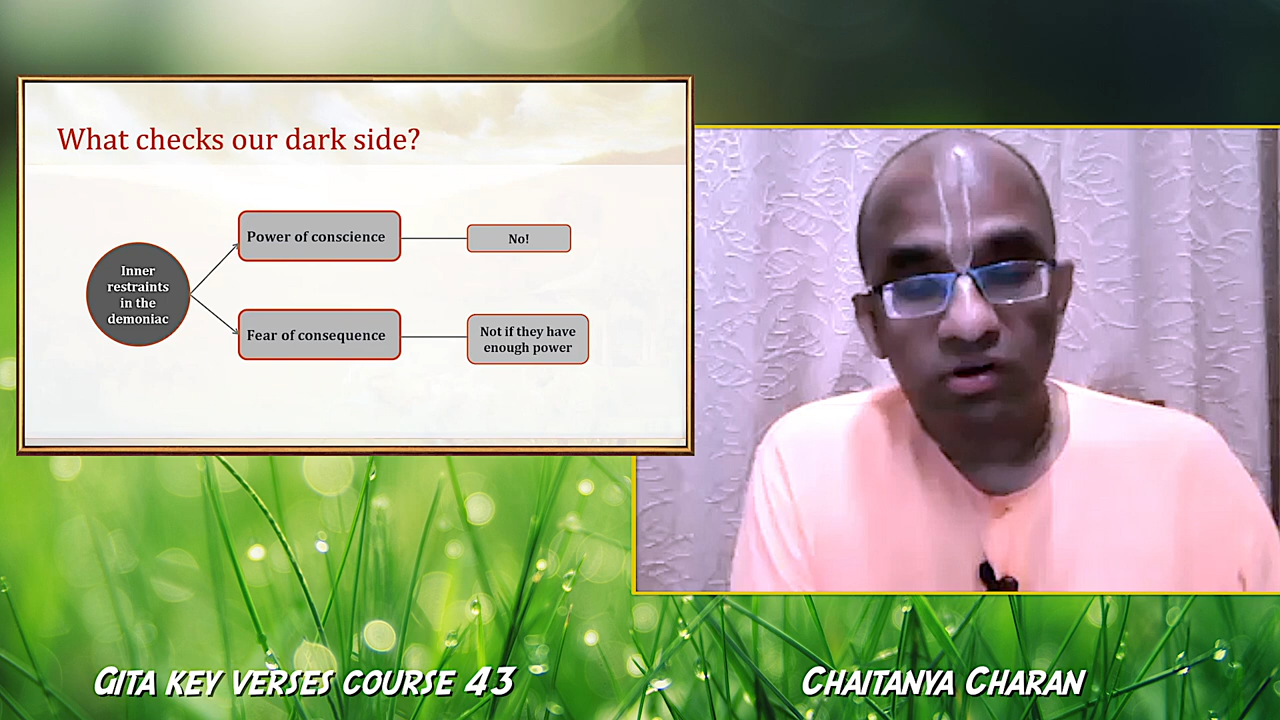 What checks our dark side?
Inner
restraints
in the
demoniac
Power of conscience
No!
Fear of consequence
Not if they have
enough power
GITA KEY VERSES COURSE 43
CHAITANYA CHARAN